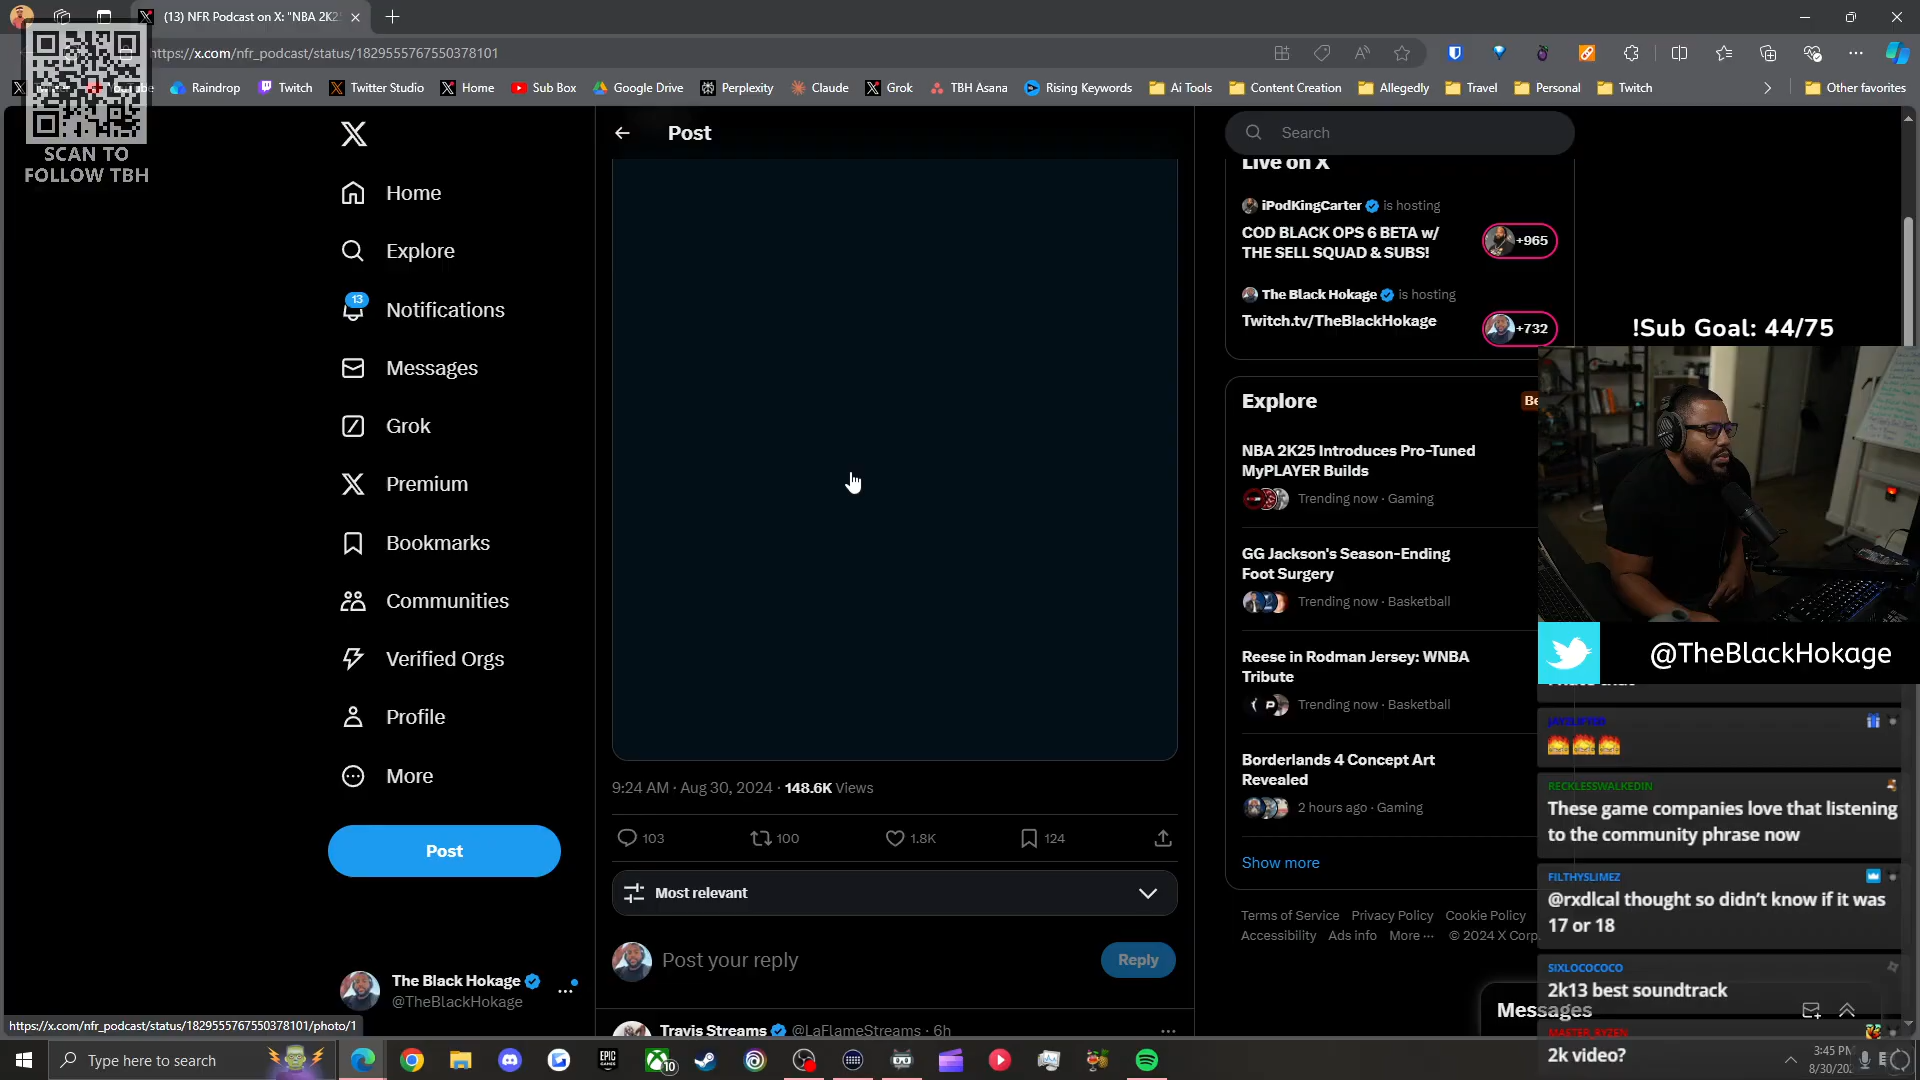 (13) NFR Podcast on X: "NBA 2K2
https://x.com/nfr_podcast/status/1829555767550378101
Raindrop
Twitch
Twitter Studio
Home
Sub Box
Google Drive
Perplexity
Claude
Grok
TBH Asana
Rising Keywords
Ai Tools
Content Creation
Allegedly
Travel
Personal
Twitch
Other favorites
SCAN TO
FOLLOW TBH
Home
Explore
13
Notifications
Messages
Grok
Premium
Bookmarks
Communities
Verified Orgs
Profile
More
Post
The Black Hokage
@TheBlackHokage
https://x.com/nfr_podcast/status/1829555767550378101/photo/1
Post
9:24 AM · Aug 30, 2024 · 148.6K Views
103
100
1.8K
124
Most relevant
Post your reply
Reply
Travis Streams @LaFlameStreams · 6h
Search
Live on X
iPodKingCarter is hosting
COD BLACK OPS 6 BETA w/
THE SELL SQUAD & SUBS!
+965
The Black Hokage is hosting
Twitch.tv/TheBlackHokage
+732
Explore
Be
NBA 2K25 Introduces Pro-Tuned
MyPLAYER Builds
Trending now · Gaming
GG Jackson's Season-Ending
Foot Surgery
Trending now · Basketball
Reese in Rodman Jersey: WNBA
Tribute
Trending now · Basketball
Borderlands 4 Concept Art
Revealed
2 hours ago · Gaming
Show more
Terms of Service Privacy Policy Cookie Policy
Accessibility Ads info More ··· © 2024 X Corp.
Messages
!Sub Goal: 44/75
@TheBlackHokage
RECKLESSWALKEDIN
These game companies love that listening
to the community phrase now
FILTHYSLIMEZ
@rxdlcal thought so didn't know if it was
17 or 18
SIXLOCOCOCO
2k13 best soundtrack
MASTER_RYZEN
2k video?
Type here to search
EPIC
GAMES
10
3:45 P
8/30/20